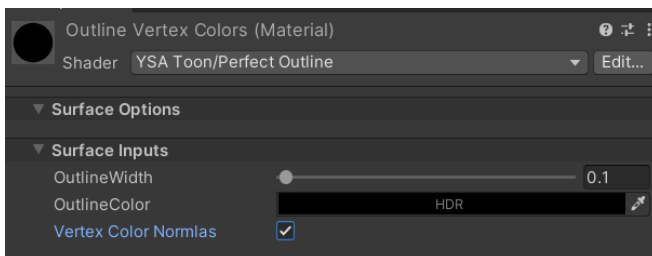 Outline Vertex Colors (Material)
Shader YSA Toon/Perfect Outline Edit...
Surface Options
Surface Inputs
OutlineWidth 0.1
OutlineColor HDR
Vertex Color Normlas